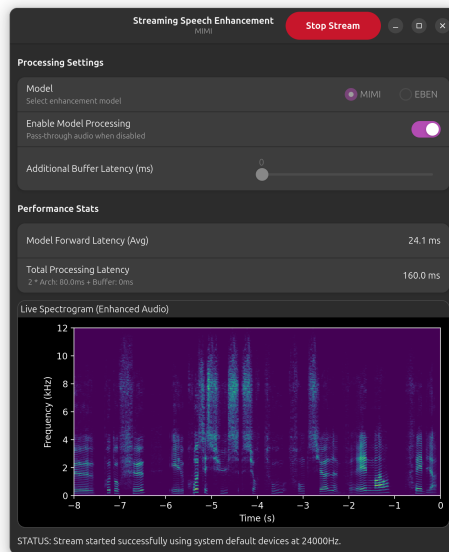 Streaming Speech Enhancement
MIMI
Stop Stream
Processing Settings
Model
Select enhancement model
MIMI
EBEN
Enable Model Processing
Pass-through audio when disabled
Additional Buffer Latency (ms)
0
Performance Stats
Model Forward Latency (Avg)
24.1 ms
Total Processing Latency
2 * Arch: 80.0ms + Buffer: 0ms
160.0 ms
Live Spectrogram (Enhanced Audio)
12
10
8
6
4
2
0
Frequency (kHz)
−8 −7 −6 −5 −4 −3 −2 −1 0
Time (s)
STATUS: Stream started successfully using system default devices at 24000Hz.